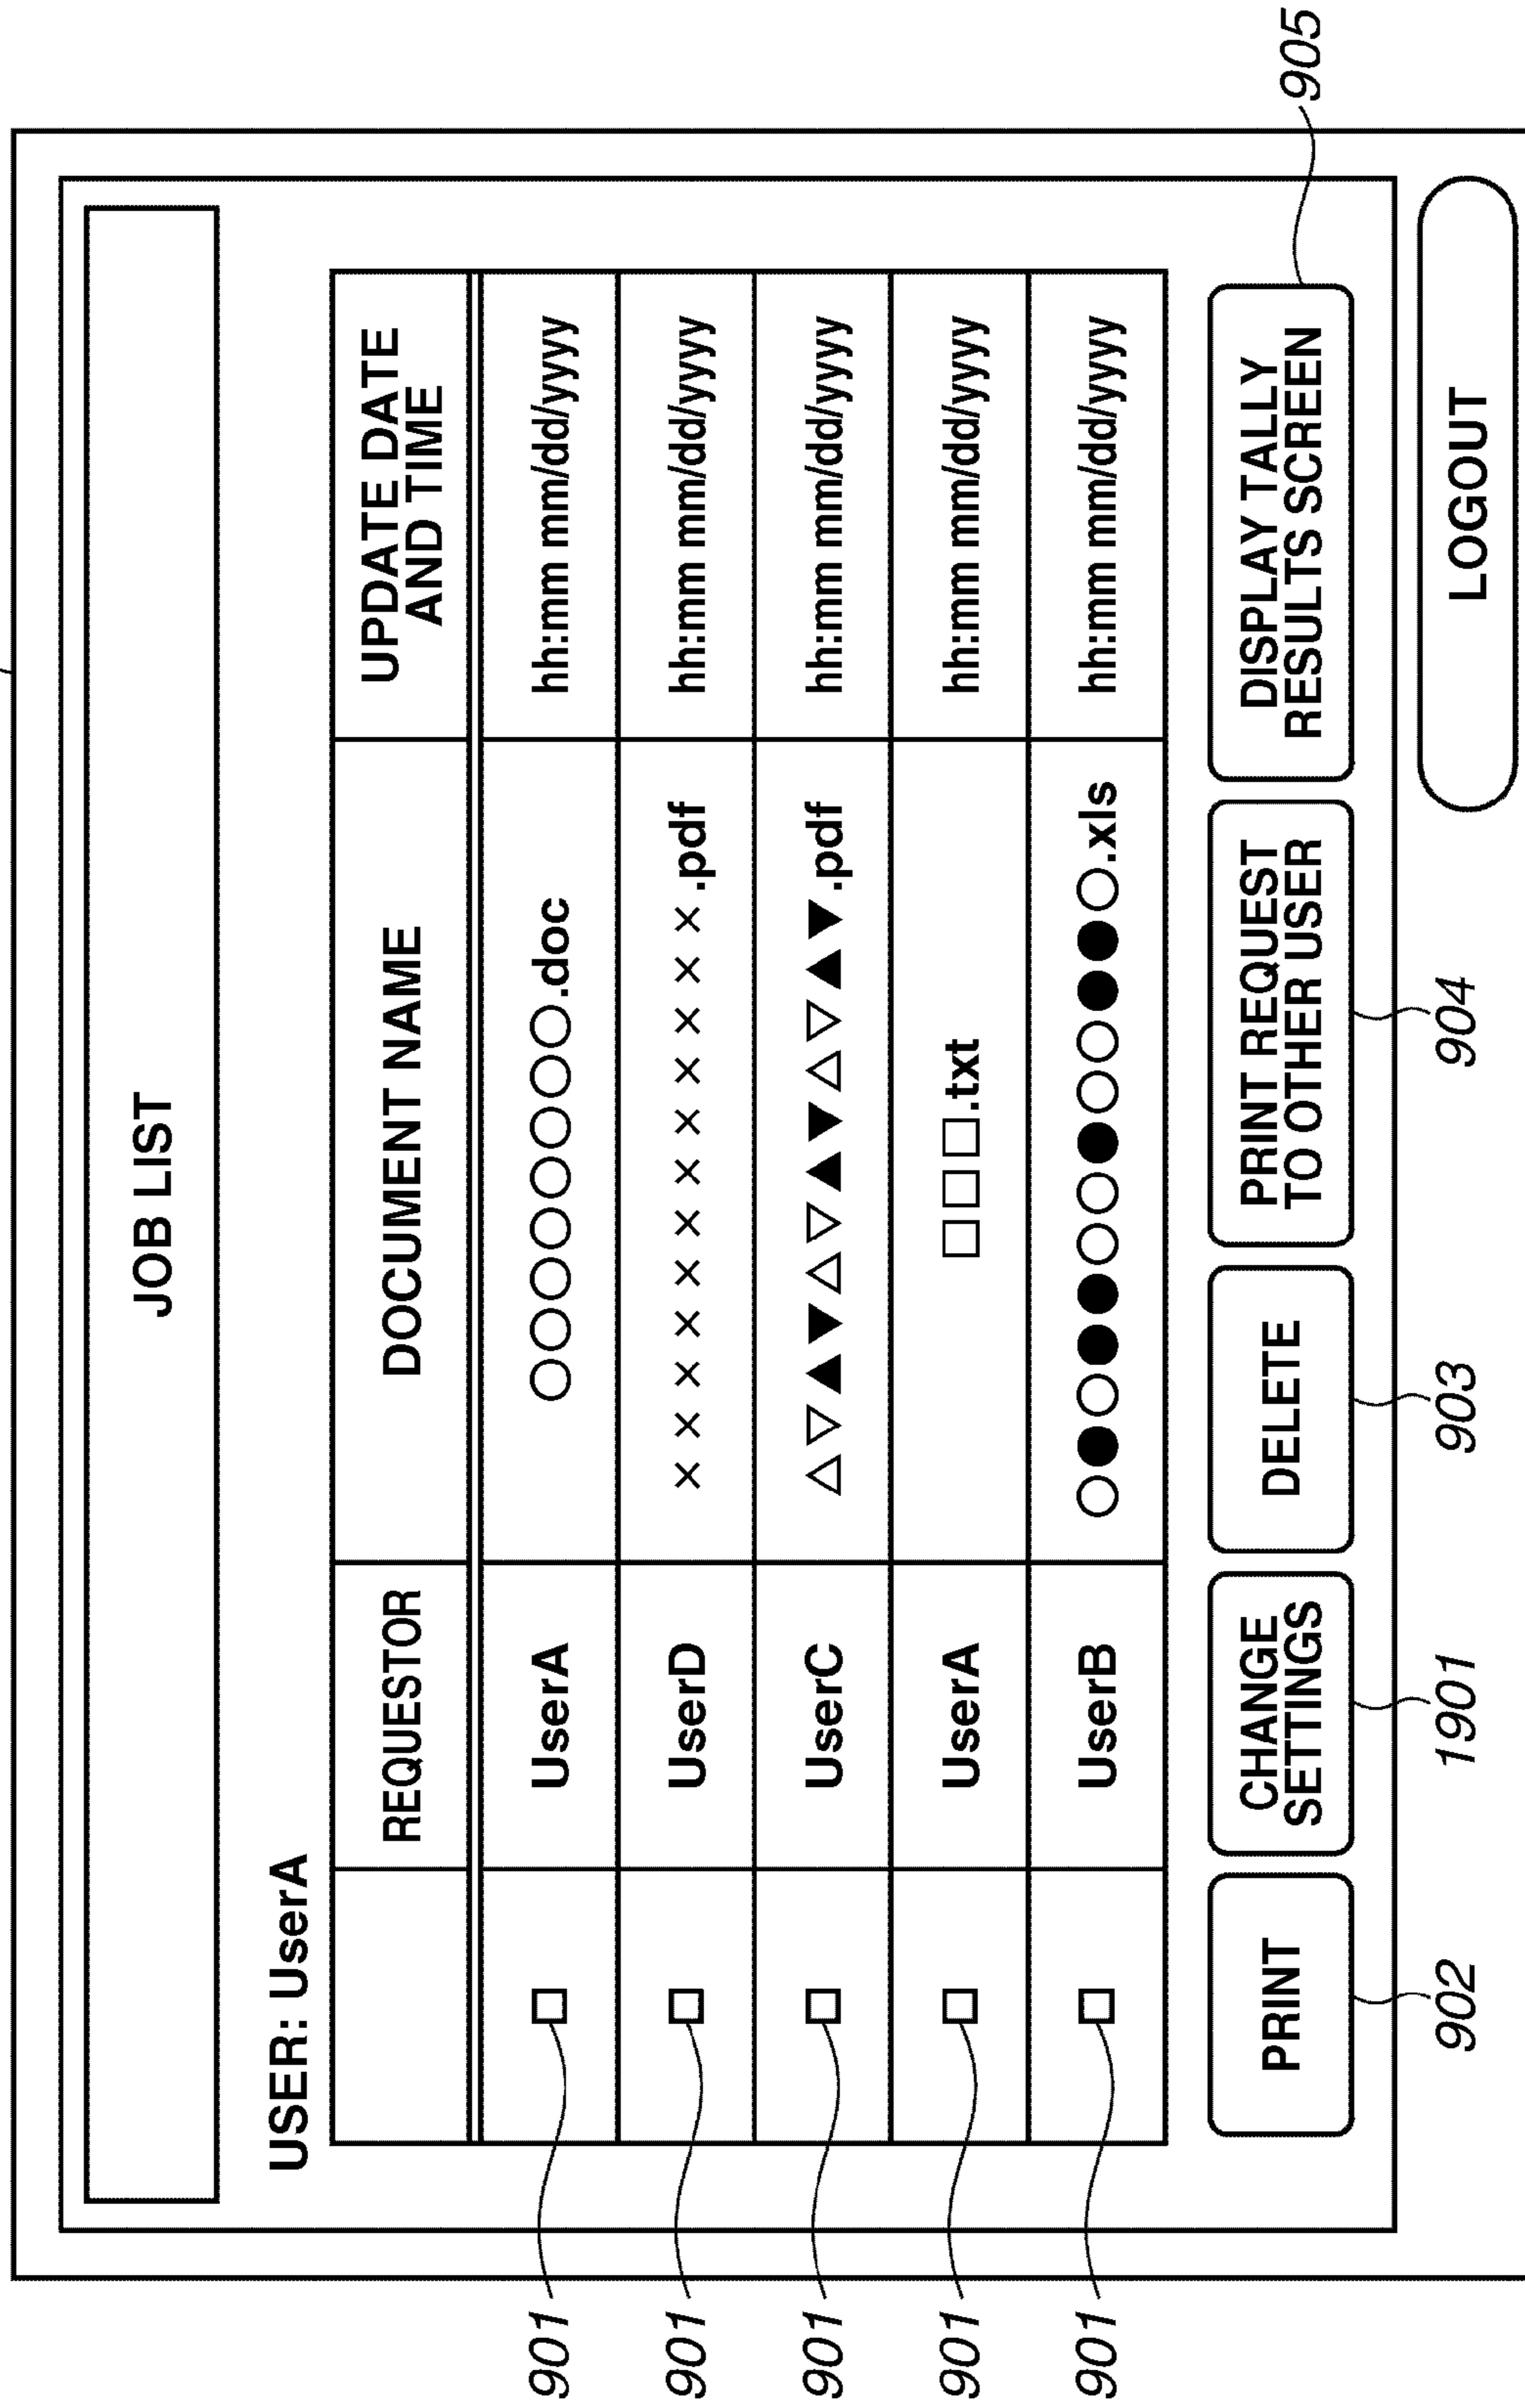 JOB LIST
USER: UserA
REQUESTOR DOCUMENT NAME UPDATE DATE
AND TIME
901 □ UserA ○○○○○○○○.doc hh:mm mm/dd/yyyy
901 □ UserD ××××××××××××.pdf hh:mm mm/dd/yyyy
901 □ UserC △▽▲▼△▽▲▼△▽▲▼.pdf hh:mm mm/dd/yyyy
901 □ UserA □□□.txt hh:mm mm/dd/yyyy
901 □ UserB ○●○●●○○●○○●●○.xls hh:mm mm/dd/yyyy
PRINT
CHANGE
SETTINGS
DELETE
PRINT REQUEST
TO OTHER USER
DISPLAY TALLY
RESULTS SCREEN
905
902 1901 903 904
LOGOUT